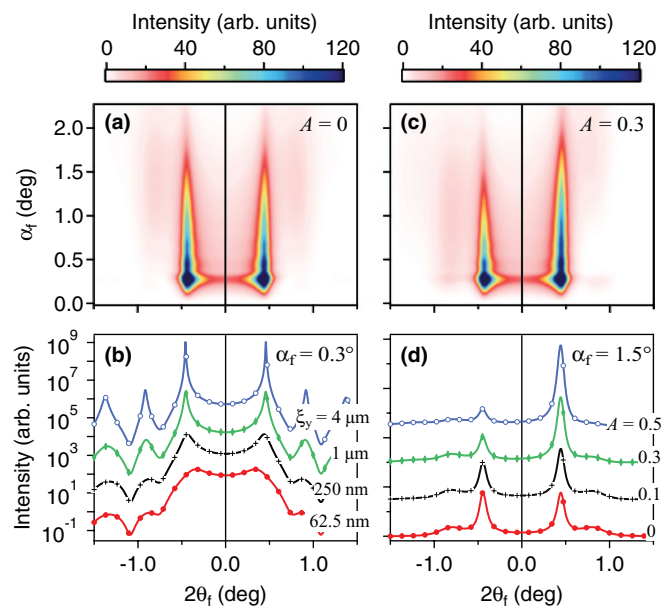 Intensity (arb. units) Intensity (arb. units)
0 40 80 120 0 40 80 120
(a) A = 0 (c) A = 0.3
2.0
1.5
1.0
0.5
0.0
α_f (deg)
(b) α_f = 0.3° (d) α_f = 1.5°
10^9
10^7
10^5
10^3
10^1
10^-1
Intensity (arb. units)
ξ_y = 4 μm
1 μm
250 nm
62.5 nm
A = 0.5
0.3
0.1
0
-1.0 0.0 1.0 -1.0 0.0 1.0
2θ_f (deg) 2θ_f (deg)